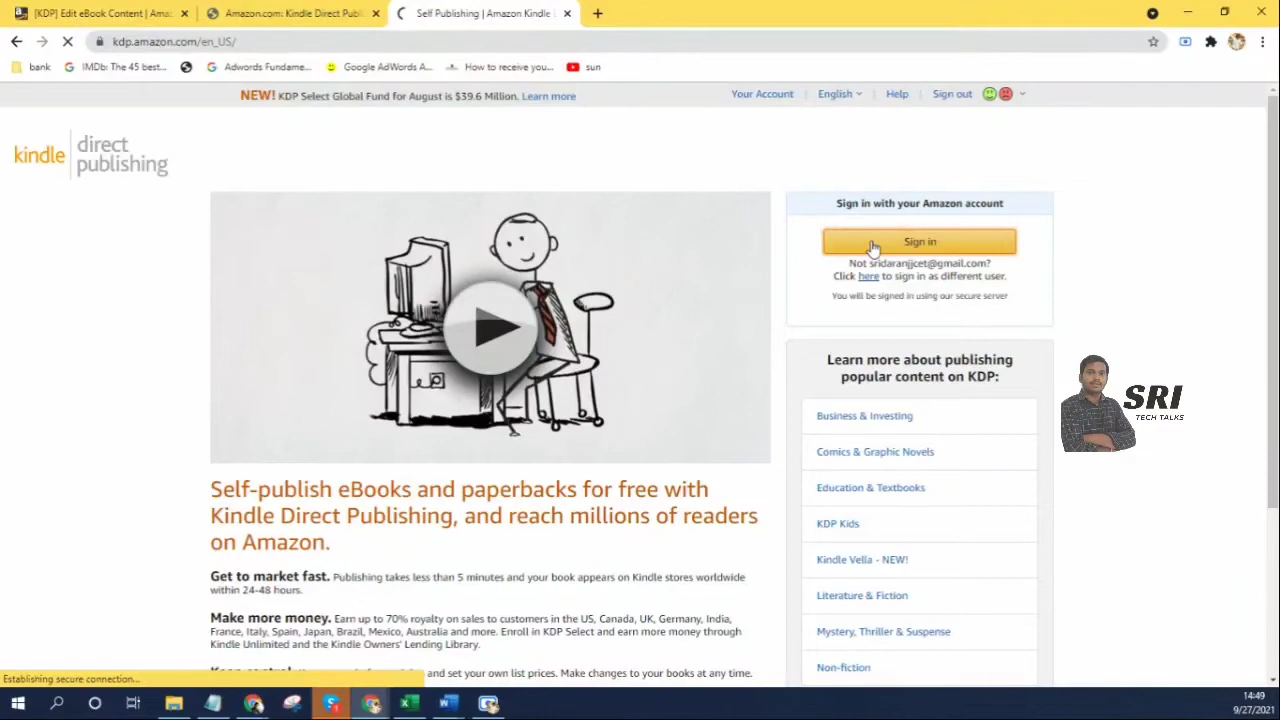 [KDP] Edit eBook Content | Ama
Amazon.com: Kindle Direct Publ
Self Publishing | Amazon Kindle
kdp.amazon.com/en_US/
bank
IMDb: The 45 best...
Adwords Fundame...
Google AdWords A...
How to receive you...
sun
NEW! KDP Select Global Fund for August is $39.6 Million. Learn more
Your Account
English
Help
Sign out
kindle
direct
publishing
Sign in with your Amazon account
Sign in
Not sridaranjjcet@gmail.com?
Click here to sign in as different user.
You will be signed in using our secure server
Learn more about publishing
popular content on KDP:
Business & Investing
Comics & Graphic Novels
Education & Textbooks
KDP Kids
Kindle Vella - NEW!
Literature & Fiction
Mystery, Thriller & Suspense
Non-fiction
SRI
TECH TALKS
Self-publish eBooks and paperbacks for free with
Kindle Direct Publishing, and reach millions of readers
on Amazon.
Get to market fast. Publishing takes less than 5 minutes and your book appears on Kindle stores worldwide
within 24-48 hours.
Make more money. Earn up to 70% royalty on sales to customers in the US, Canada, UK, Germany, India,
France, Italy, Spain, Japan, Brazil, Mexico, Australia and more. Enroll in KDP Select and earn more money through
Kindle Unlimited and the Kindle Owners' Lending Library.
and set your own list prices. Make changes to your books at any time.
Establishing secure connection...
14:49
9/27/2021